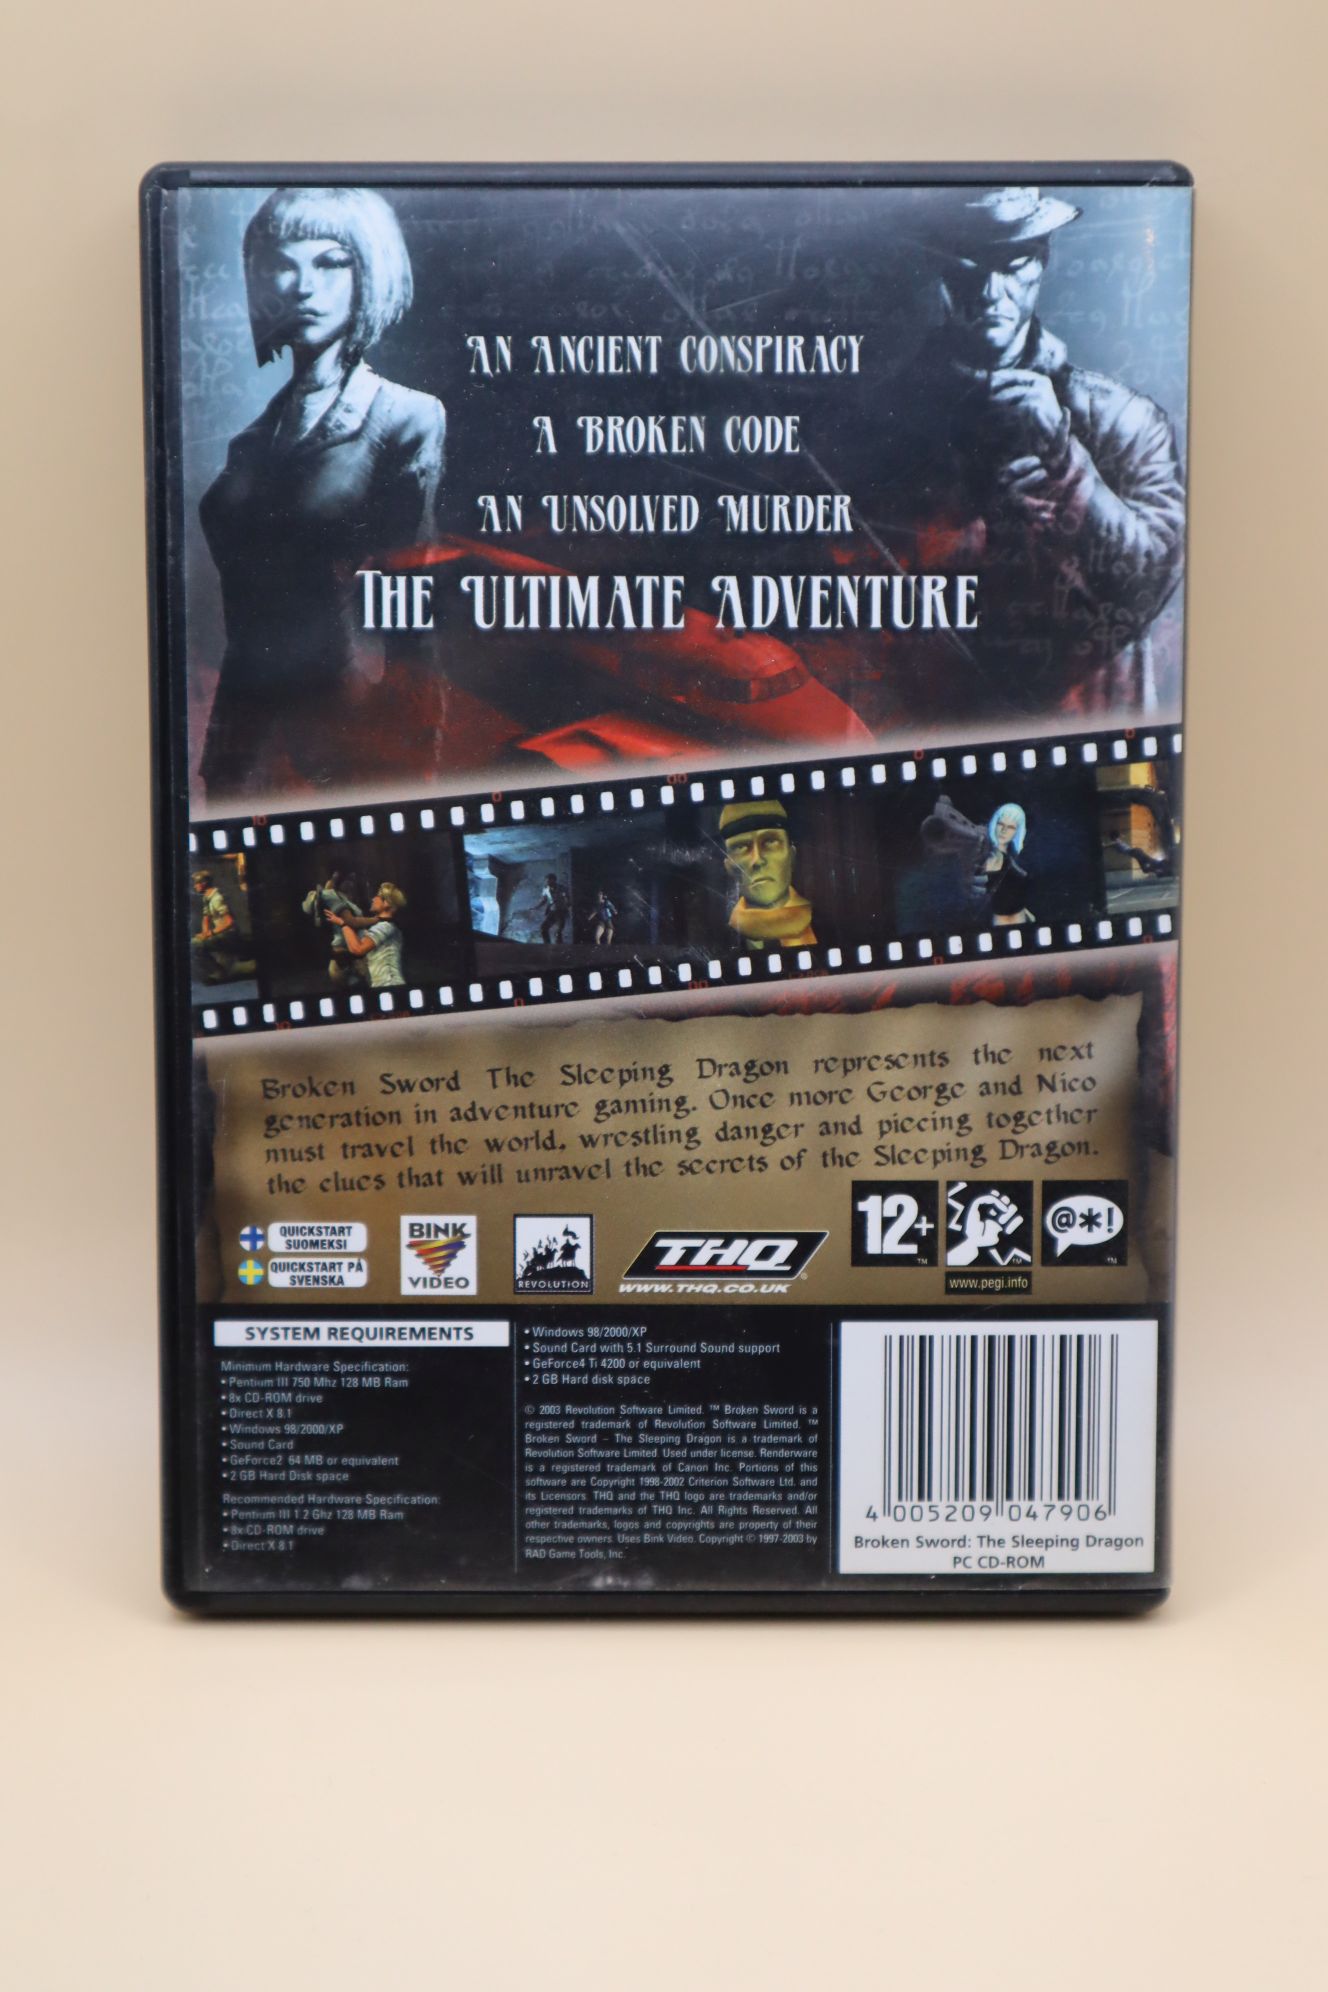 AN ANCIENT CONSPIRACY
A BROKEN CODE
AN UNSOLVED MURDER
THE ULTIMATE ADVENTURE
Broken Sword The Sleeping Dragon represents the next
generation in adventure gaming. Once more George and Nico
must travel the world, wrestling danger and piecing together
the clues that will unravel the secrets of the Sleeping Dragon.
QUICKSTART
SUOMEKSI
QUICKSTART PÅ
SVENSKA
BINK
VIDEO
REVOLUTION
THQ
WWW.THQ.CO.UK
12+
www.pegi.info
@*!
SYSTEM REQUIREMENTS
Minimum Hardware Specification:
• Pentium III 750 Mhz 128 MB Ram
• 8x CD-ROM drive
• Direct X 8.1
• Windows 98/2000/XP
• Sound Card
• GeForce2 64 MB or equivalent
• 2 GB Hard Disk space
Recommended Hardware Specification:
• Pentium III 1.2 Ghz 128 MB Ram
• 8x CD-ROM drive
• Direct X 8.1
• Windows 98/2000/XP
• Sound Card with 5.1 Surround Sound support
• GeForce4 Ti 4200 or equivalent
• 2 GB Hard disk space
© 2003 Revolution Software Limited. ™ Broken Sword is a
registered trademark of Revolution Software Limited. ™
Broken Sword – The Sleeping Dragon is a trademark of
Revolution Software Limited. Used under license. Renderware
is a registered trademark of Canon Inc. Portions of this
software are Copyright 1998-2002 Criterion Software Ltd. and
its Licensors. THQ and the THQ logo are trademarks and/or
registered trademarks of THQ Inc. All Rights Reserved. All
other trademarks, logos and copyrights are property of their
respective owners. Uses Bink Video. Copyright © 1997-2003 by
RAD Game Tools, Inc.
4 005209 047906
Broken Sword: The Sleeping Dragon
PC CD-ROM